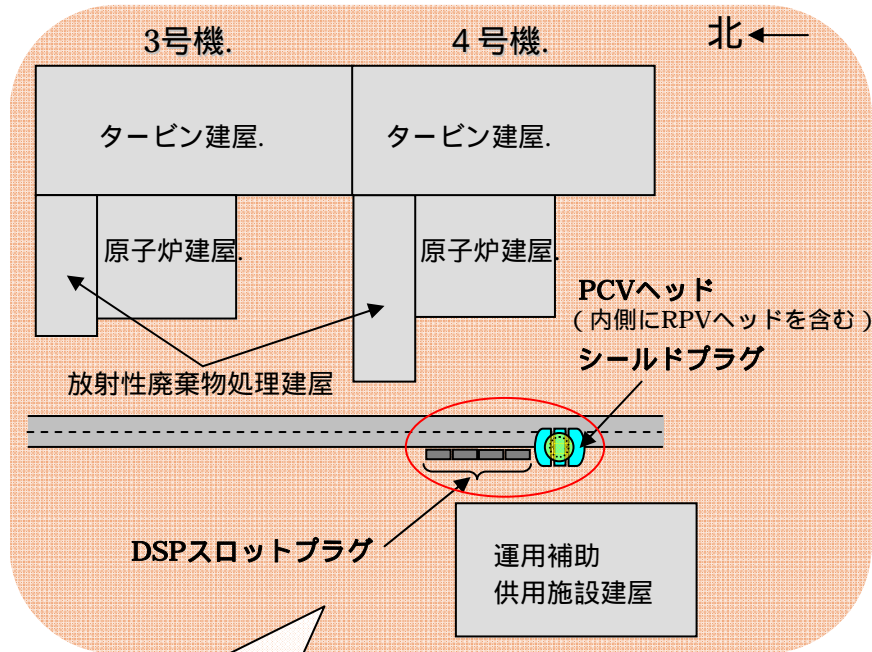 3号機.
４号機.
北
タービン建屋.
タービン建屋.
原子炉建屋.
原子炉建屋.
PCVヘッド
（内側にRPVヘッドを含む）
シールドプラグ
放射性廃棄物処理建屋
DSPスロットプラグ
運用補助
供用施設建屋